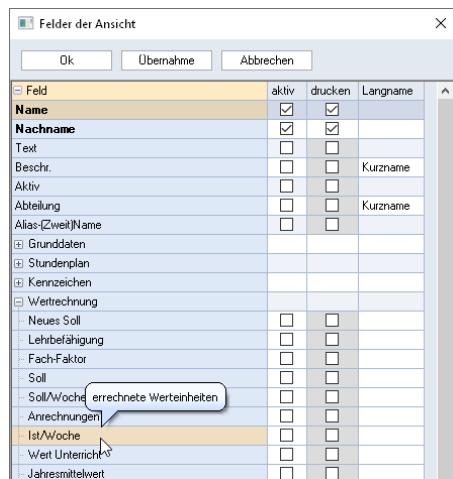 Felder der Ansicht
Ok Übernahme Abbrechen
Feld aktiv drucken Langname
Name
Nachname
Text
Beschr. Kurzname
Aktiv
Abteilung Kurzname
Alias-(Zweit)Name
Grunddaten
Stundenplan
Kennzeichen
Wertrechnung
Neues Soll
Lehrbefähigung
Fach-Faktor
Soll
Soll/Woche errechnete Werteinheiten
Anrechnungen
Ist/Woche
Wert Unterricht
Jahresmittelwert